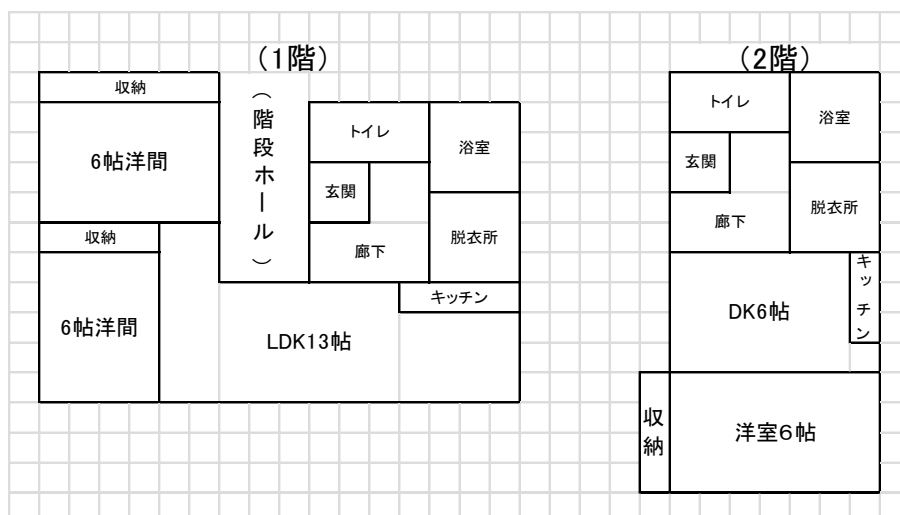 （1階）
収納
6帖洋間
（階段ホール）
トイレ
浴室
玄関
廊下
脱衣所
収納
6帖洋間
キッチン
LDK13帖
（2階）
トイレ
浴室
玄関
廊下
脱衣所
キッチン
DK6帖
収納
洋室6帖